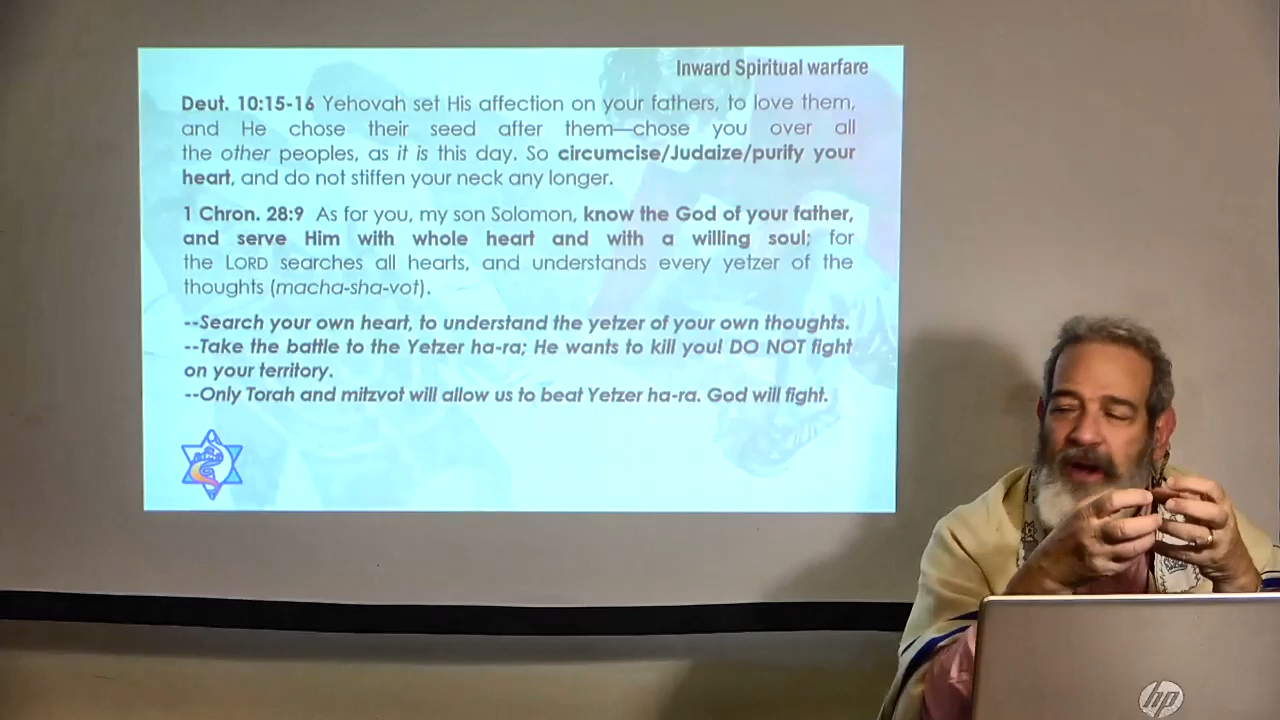 Inward Spiritual warfare
Deut. 10:15-16 Yehovah set His affection on your fathers, to love them,
and He chose their seed after them—chose you over all
the other peoples, as it is this day. So circumcise/Judaize/purify your
heart, and do not stiffen your neck any longer.
1 Chron. 28:9 As for you, my son Solomon, know the God of your father,
and serve Him with whole heart and with a willing soul; for
the LORD searches all hearts, and understands every yetzer of the
thoughts (macha-sha-vot).
--Search your own heart, to understand the yetzer of your own thoughts.
--Take the battle to the Yetzer ha-ra; He wants to kill you! DO NOT fight
on your territory.
--Only Torah and mitzvot will allow us to beat Yetzer ha-ra. God will fight.
hp